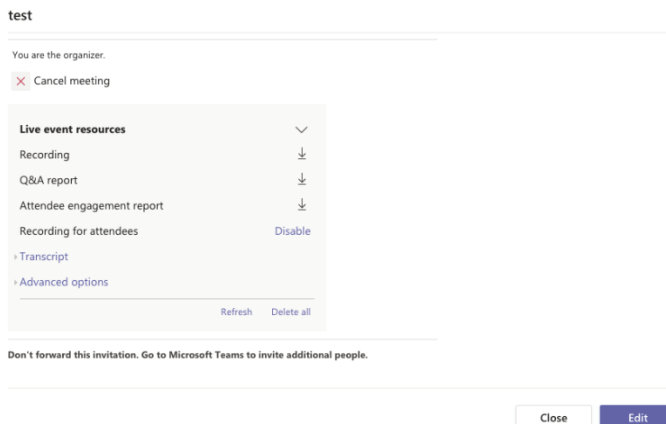 test
You are the organizer.
Cancel meeting
Live event resources
Recording
Q&A report
Attendee engagement report
Recording for attendees Disable
Transcript
Advanced options
Refresh Delete all
Don't forward this invitation. Go to Microsoft Teams to invite additional people.
Close Edit